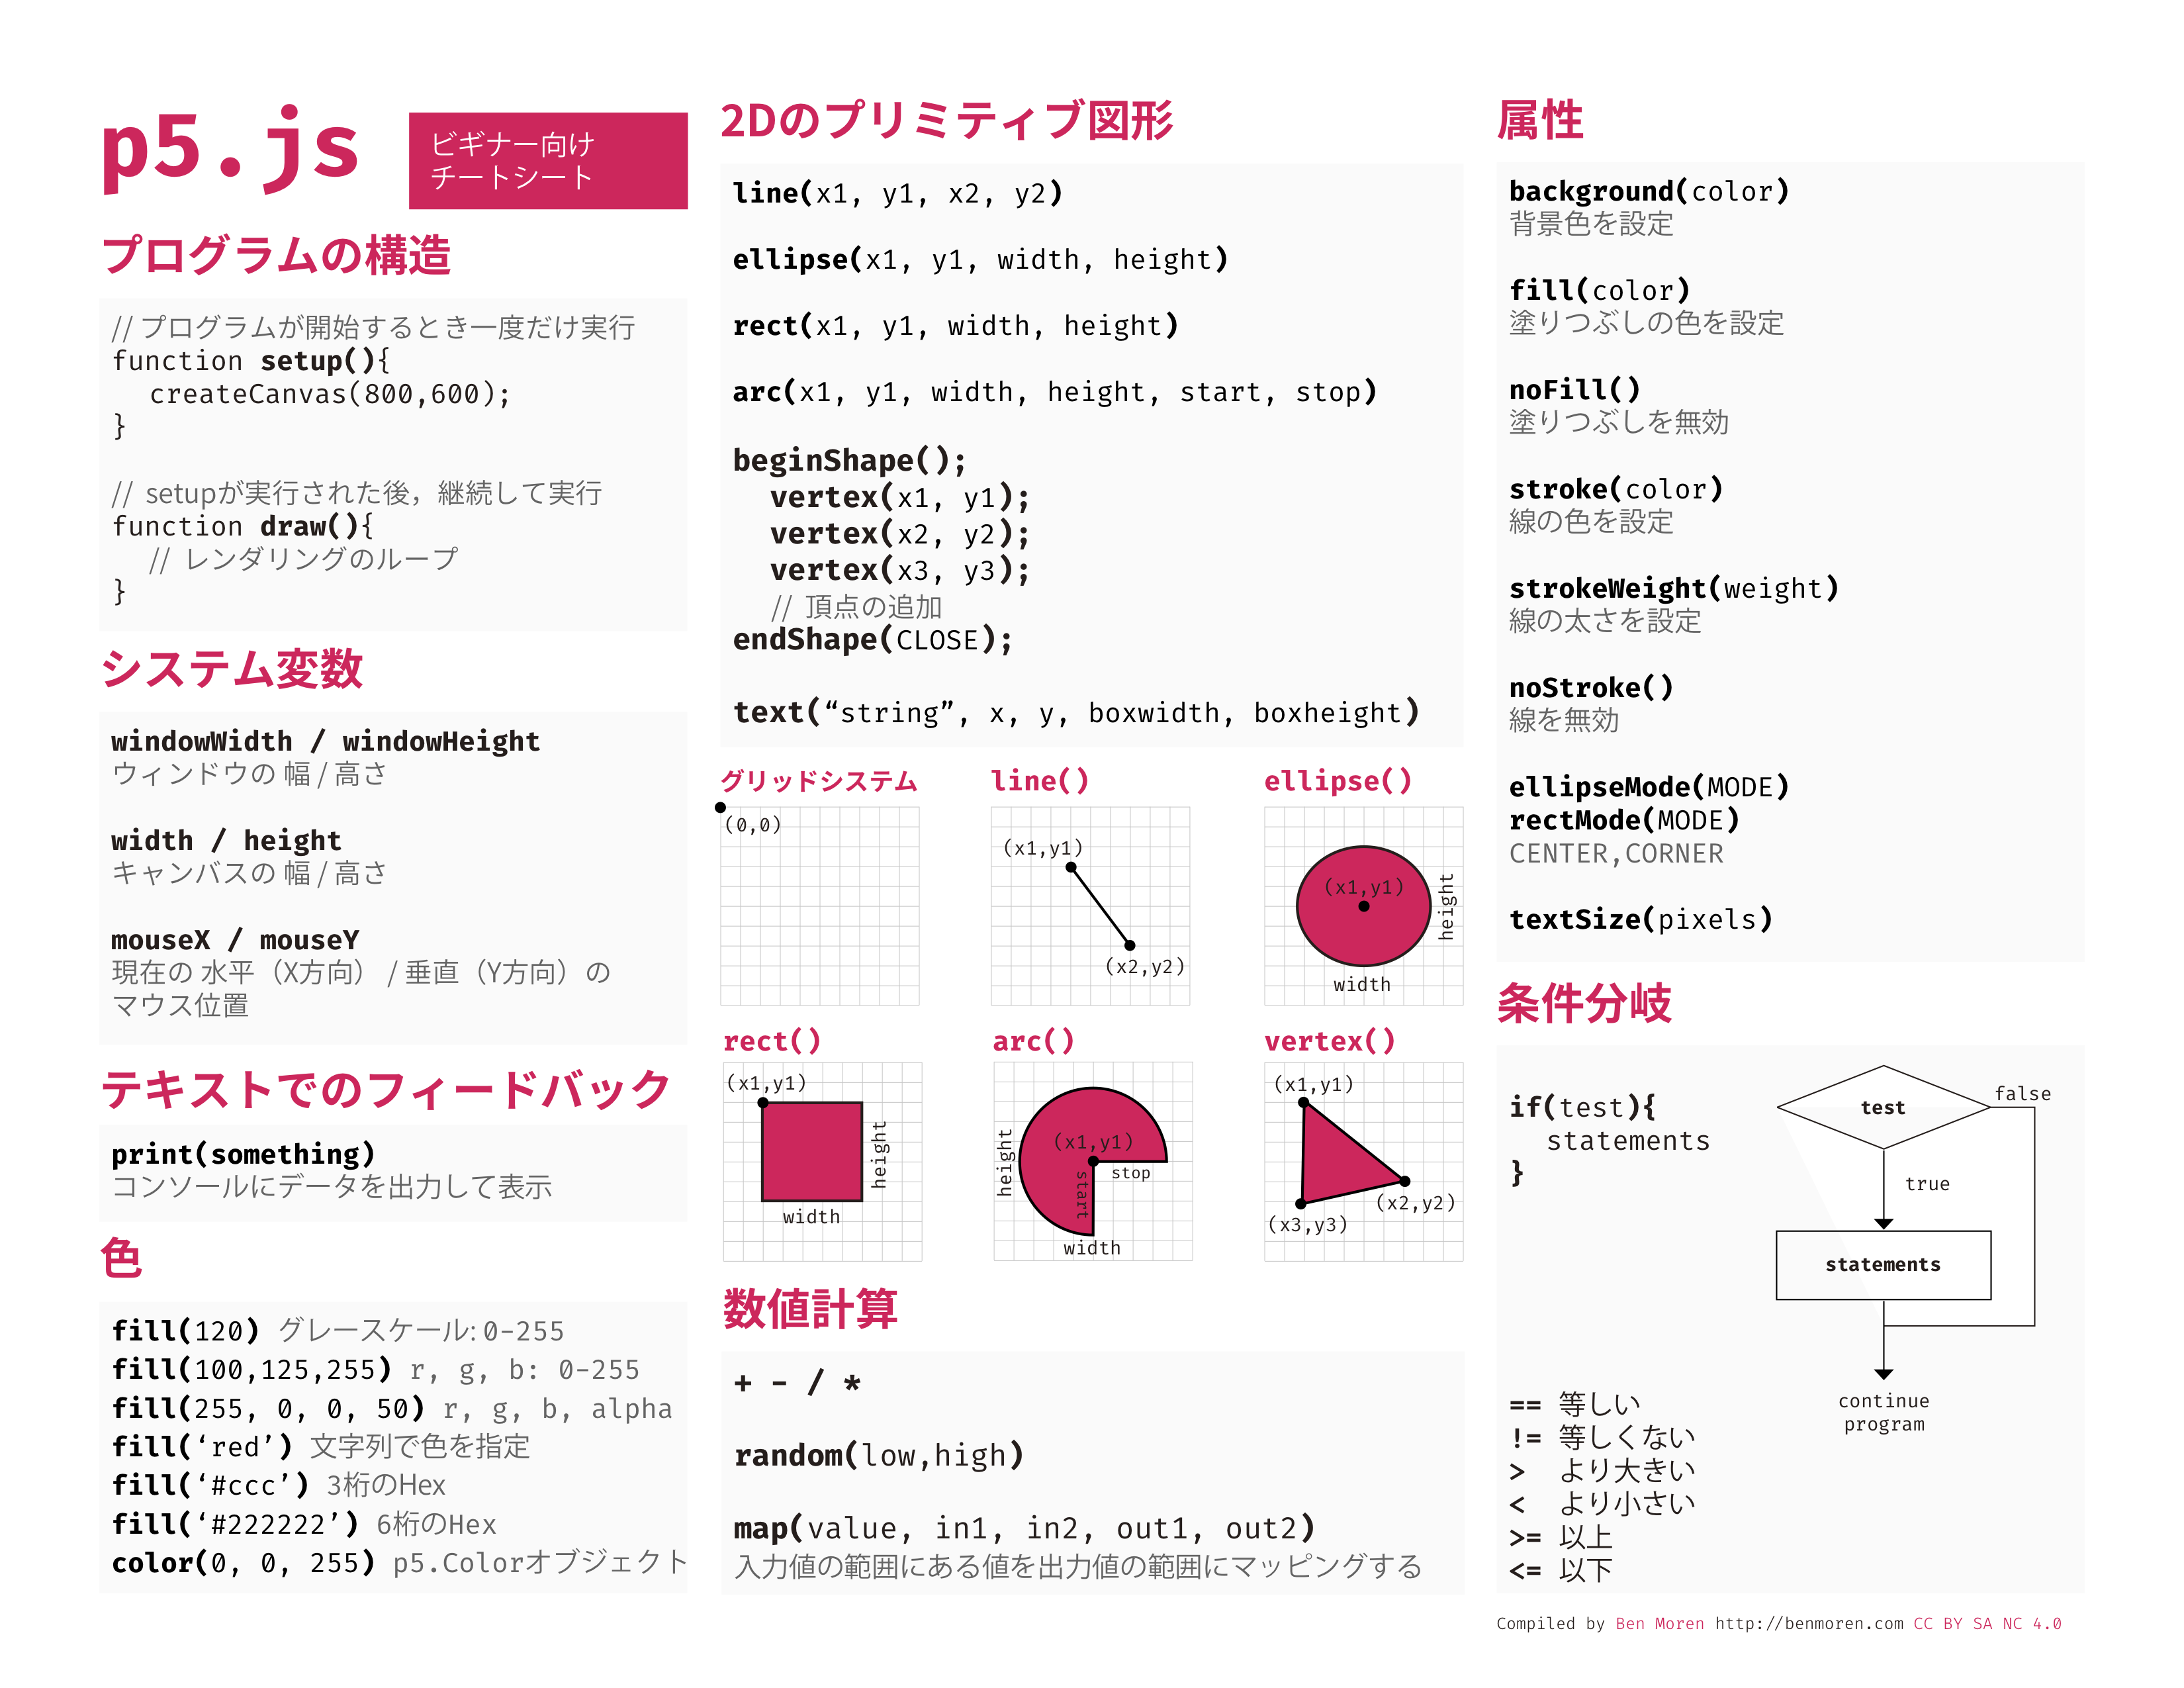 p5.js
ビギナー向け
チートシート
プログラムの構造
// プログラムが開始するとき一度だけ実行
function setup(){
createCanvas(800,600);
}
// setupが実行された後，継続して実行
function draw(){
// レンダリングのループ
}
システム変数
windowWidth / windowHeight
ウィンドウの 幅 / 高さ
width / height
キャンバスの 幅 / 高さ
mouseX / mouseY
現在の 水平（X方向） / 垂直（Y方向）の
マウス位置
テキストでのフィードバック
print(something)
コンソールにデータを出力して表示
色
fill(120) グレースケール: 0-255
fill(100,125,255) r, g, b: 0-255
fill(255, 0, 0, 50) r, g, b, alpha
fill(‘red’) 文字列で色を指定
fill(‘#ccc’) 3桁のHex
fill(‘#222222’) 6桁のHex
color(0, 0, 255) p5.Colorオブジェクト
2Dのプリミティブ図形
line(x1, y1, x2, y2)
ellipse(x1, y1, width, height)
rect(x1, y1, width, height)
arc(x1, y1, width, height, start, stop)
beginShape();
vertex(x1, y1);
vertex(x2, y2);
vertex(x3, y3);
// 頂点の追加
endShape(CLOSE);
text(“string”, x, y, boxwidth, boxheight)
グリッドシステム
(0,0)
line()
(x1,y1)
(x2,y2)
ellipse()
(x1,y1)
height
width
rect()
(x1,y1)
height
width
arc()
(x1,y1)
height
start
stop
width
vertex()
(x1,y1)
(x2,y2)
(x3,y3)
数値計算
+ - / *
random(low,high)
map(value, in1, in2, out1, out2)
入力値の範囲にある値を出力値の範囲にマッピングする
属性
background(color)
背景色を設定
fill(color)
塗りつぶしの色を設定
noFill()
塗りつぶしを無効
stroke(color)
線の色を設定
strokeWeight(weight)
線の太さを設定
noStroke()
線を無効
ellipseMode(MODE)
rectMode(MODE)
CENTER,CORNER
textSize(pixels)
条件分岐
if(test){
statements
}
test
false
true
statements
continue
program
== 等しい
!= 等しくない
> より大きい
< より小さい
>= 以上
<= 以下
Compiled by Ben Moren http://benmoren.com CC BY SA NC 4.0